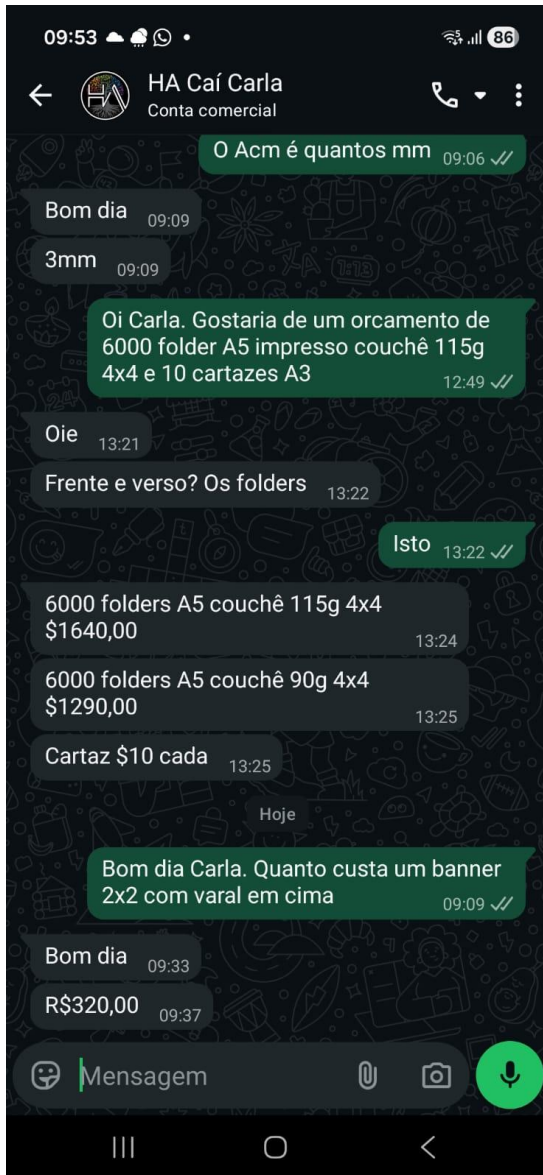 09:53
86
HA Caí Carla
Conta comercial
O Acm é quantos mm 09:06
Bom dia 09:09
3mm 09:09
Oi Carla. Gostaria de um orcamento de
6000 folder A5 impresso couchê 115g
4x4 e 10 cartazes A3 12:49
Oie 13:21
Frente e verso? Os folders 13:22
Isto 13:22
6000 folders A5 couchê 115g 4x4
$1640,00 13:24
6000 folders A5 couchê 90g 4x4
$1290,00 13:25
Cartaz $10 cada 13:25
Hoje
Bom dia Carla. Quanto custa um banner
2x2 com varal em cima 09:09
Bom dia 09:33
R$320,00 09:37
Mensagem